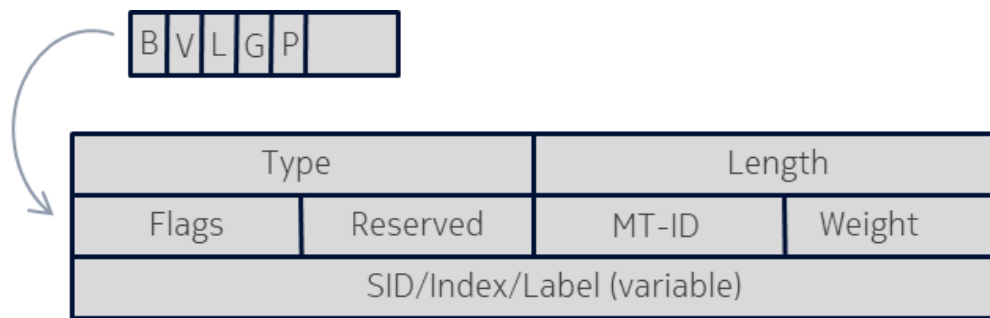 B V L G P
Type Length
Flags Reserved MT-ID Weight
SID/Index/Label (variable)